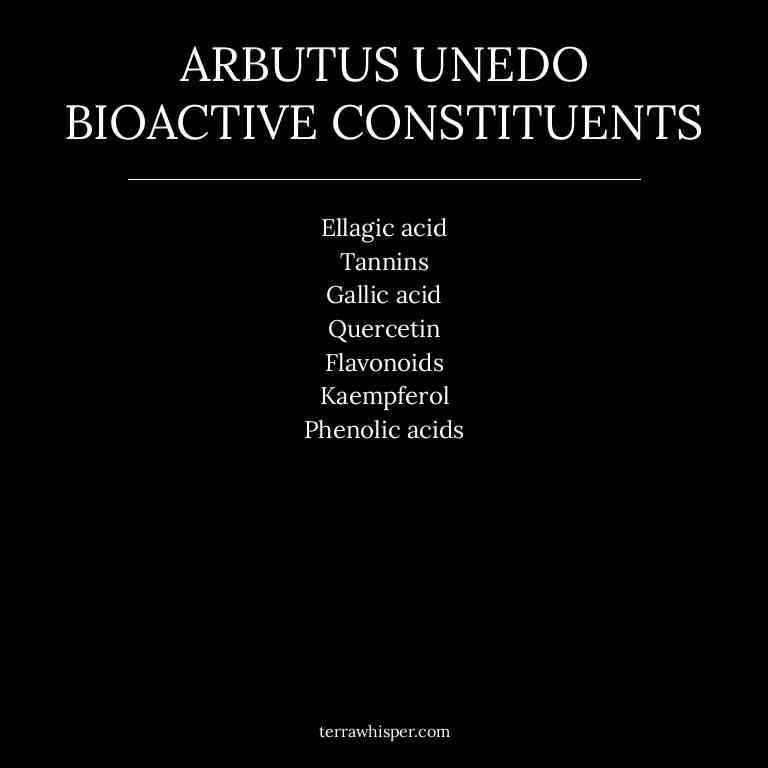 ARBUTUS UNEDO
BIOACTIVE CONSTITUENTS
Ellagic acid
Tannins
Gallic acid
Quercetin
Flavonoids
Kaempferol
Phenolic acids
terrawhisper.com